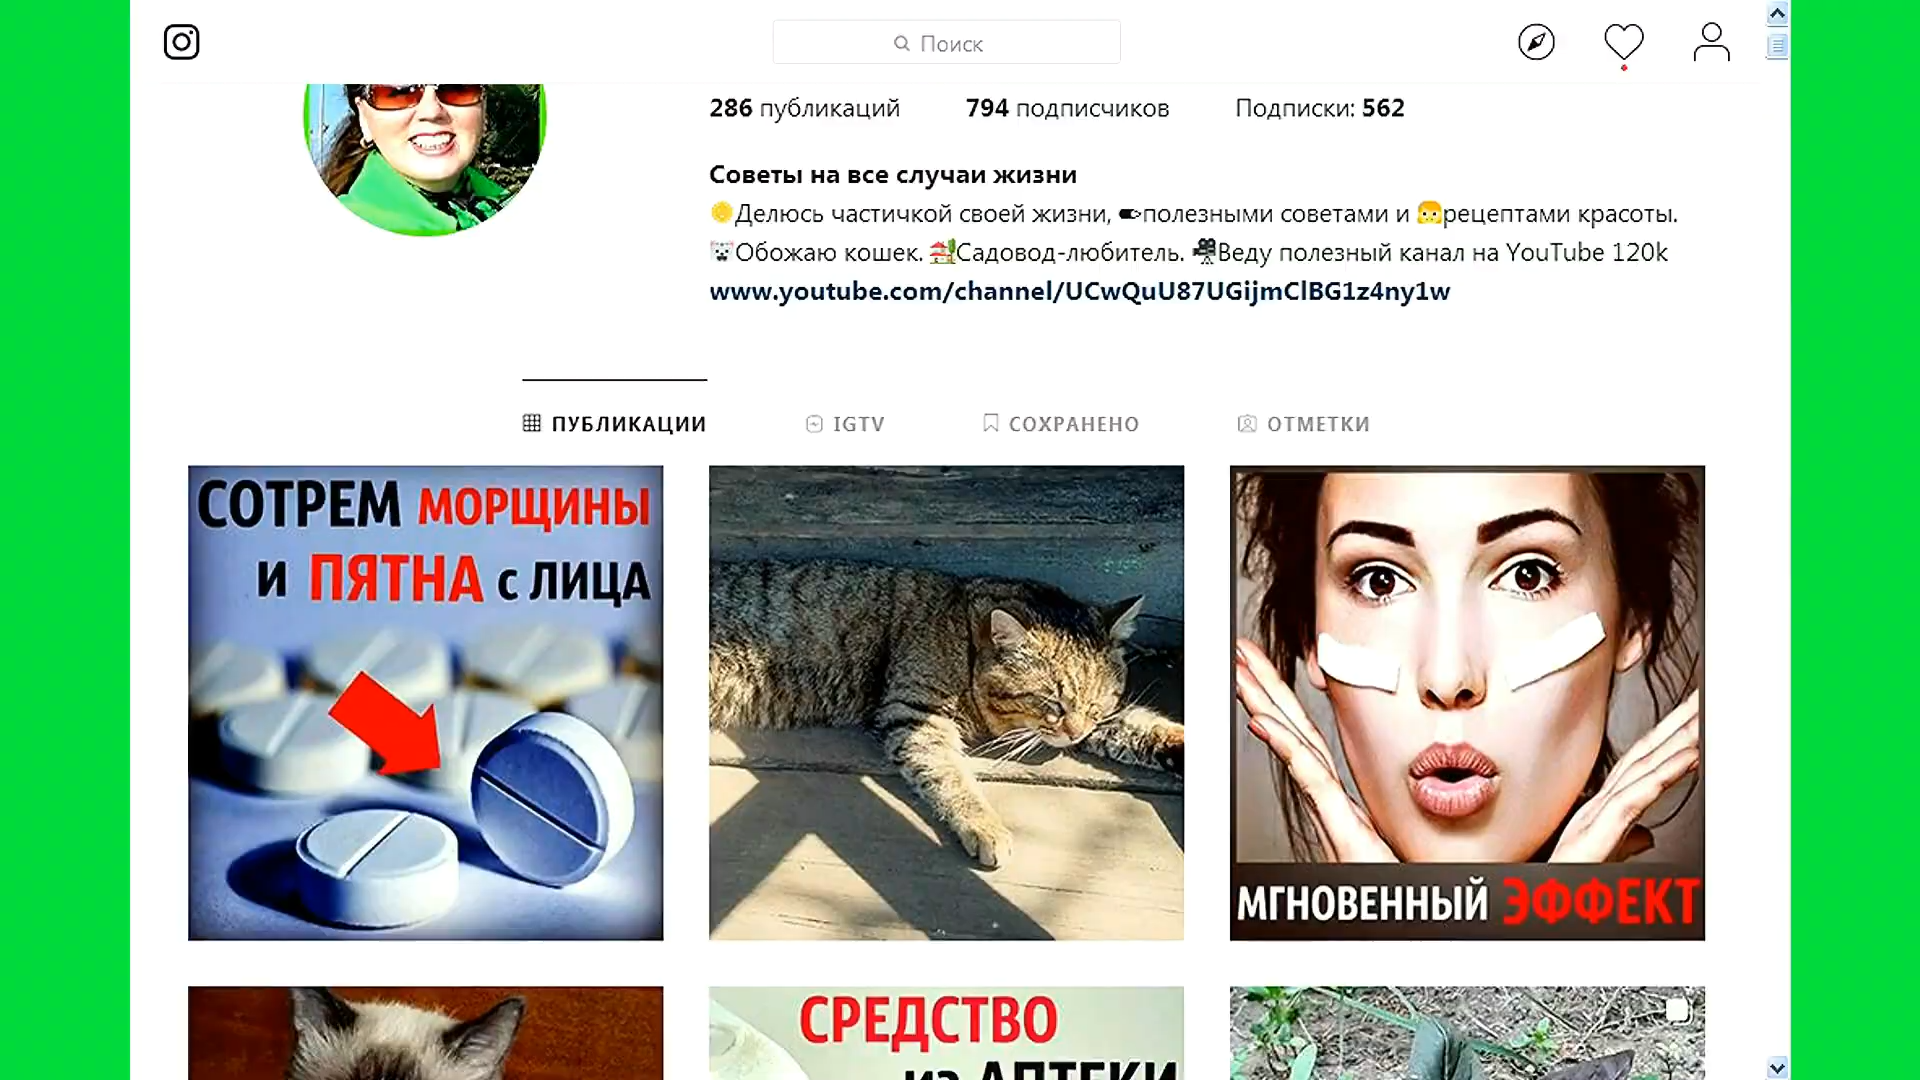 Поиск
286 публикаций 794 подписчиков Подписки: 562
Советы на все случаи жизни
Делюсь частичкой своей жизни, полезными советами и рецептами красоты.
Обожаю кошек. Садовод-любитель. Веду полезный канал на YouTube 120k
www.youtube.com/channel/UCwQuU87UGijmClBG1z4ny1w
ПУБЛИКАЦИИ IGTV СОХРАНЕНО ОТМЕТКИ
СОТРЕМ МОРЩИНЫ
и ПЯТНА с ЛИЦА
МГНОВЕННЫЙ ЭФФЕКТ
СРЕДСТВО
из АПТЕКИ